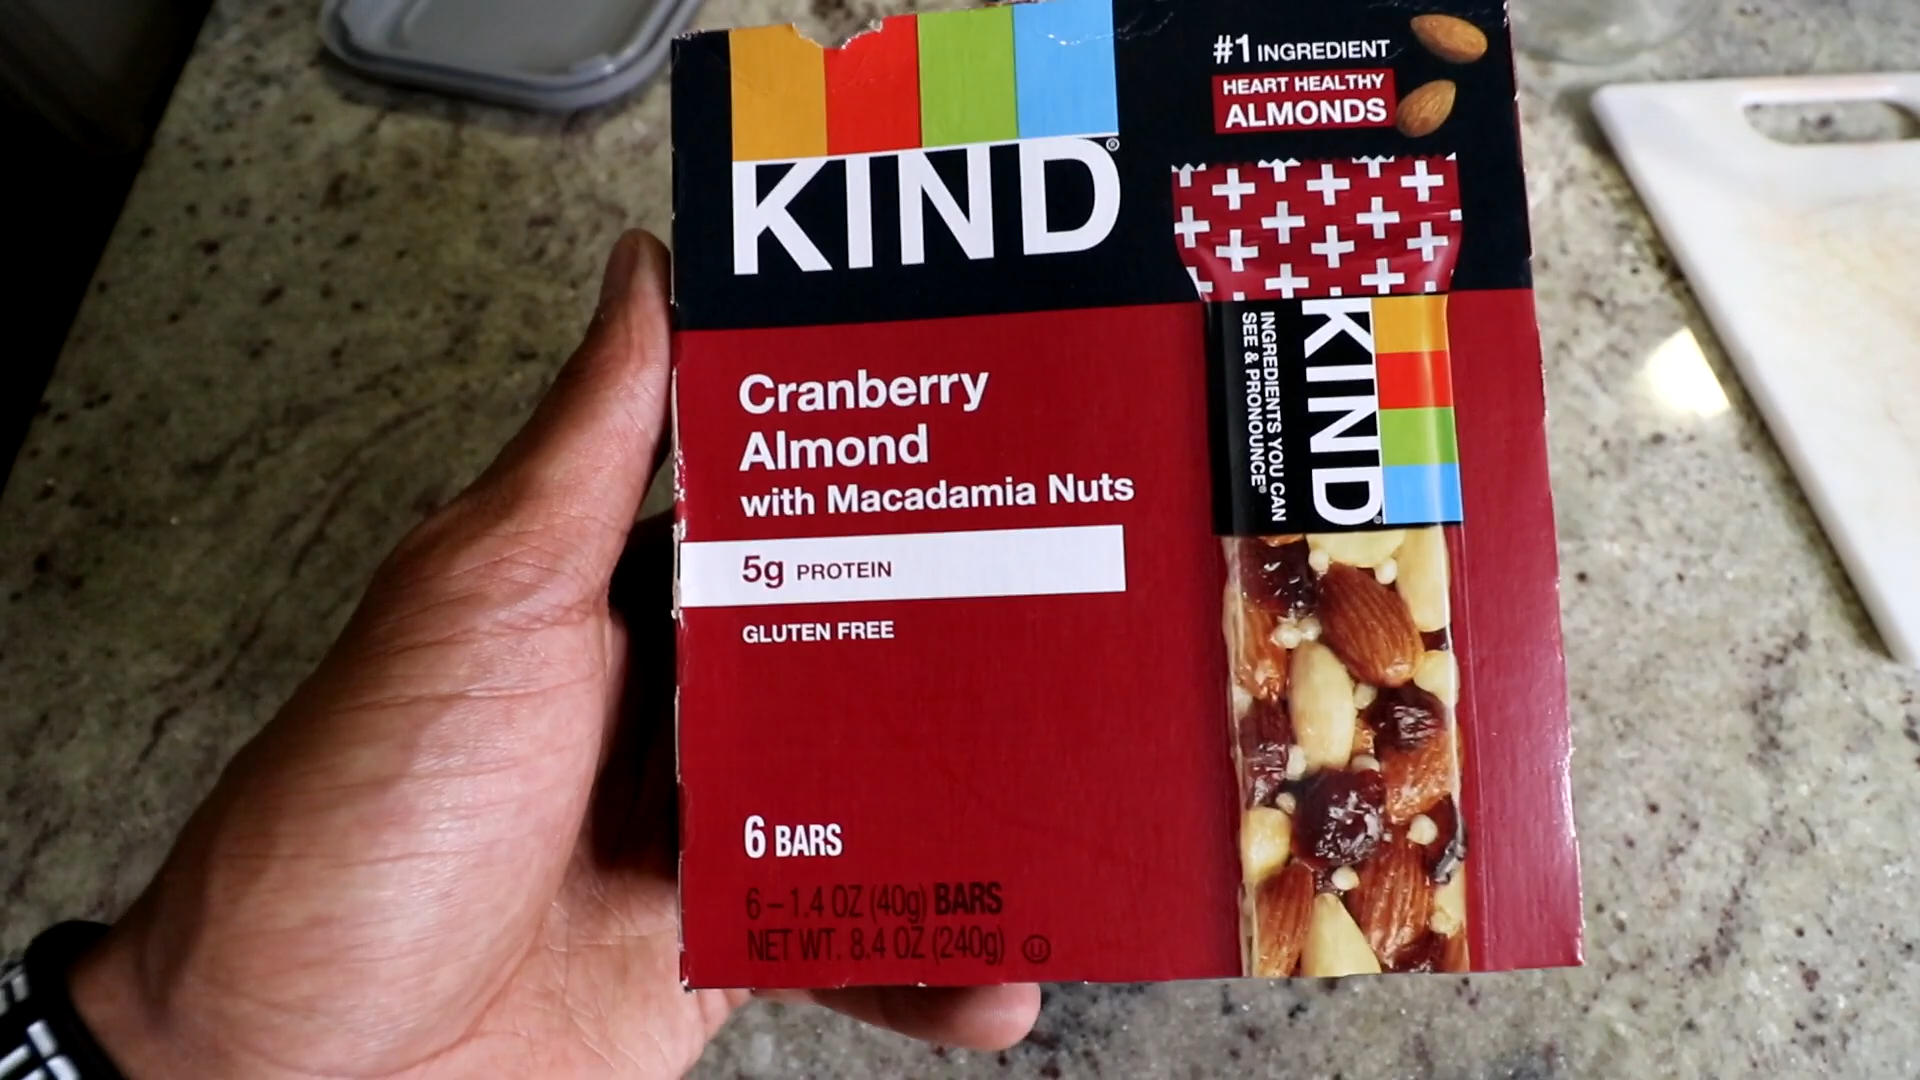 KIND®
#1 INGREDIENT
HEART HEALTHY
ALMONDS
Cranberry
Almond
with Macadamia Nuts
5g PROTEIN
GLUTEN FREE
6 BARS
6 – 1.4 OZ (40g) BARS
NET WT. 8.4 OZ (240g) U
KIND®
INGREDIENTS YOU CAN
SEE & PRONOUNCE®